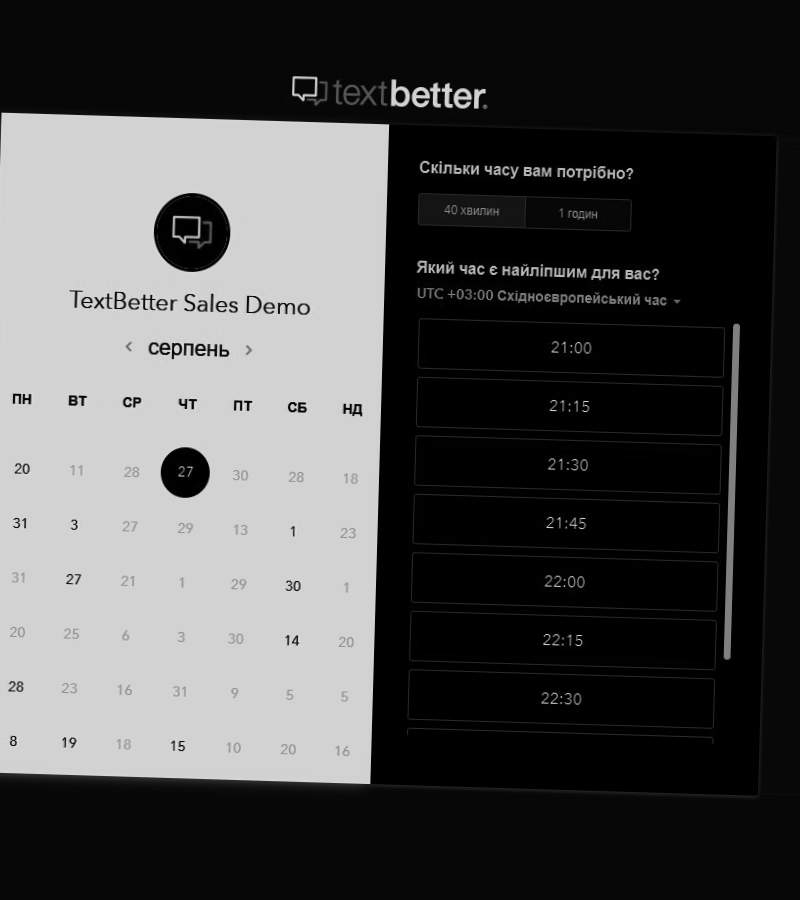 textbetter.
TextBetter Sales Demo
серпень
ПН ВТ СР ЧТ ПТ СБ НД
20 11 28 27 30 28 18
31 3 27 29 13 1 23
31 27 21 1 29 30 1
20 25 6 3 30 14 20
28 23 16 31 9 5 5
8 19 18 15 10 20 16
Скільки часу вам потрібно?
40 хвилин 1 годин
Який час є найліпшим для вас?
UTC +03:00 Східноєвропейський час
21:00
21:15
21:30
21:45
22:00
22:15
22:30